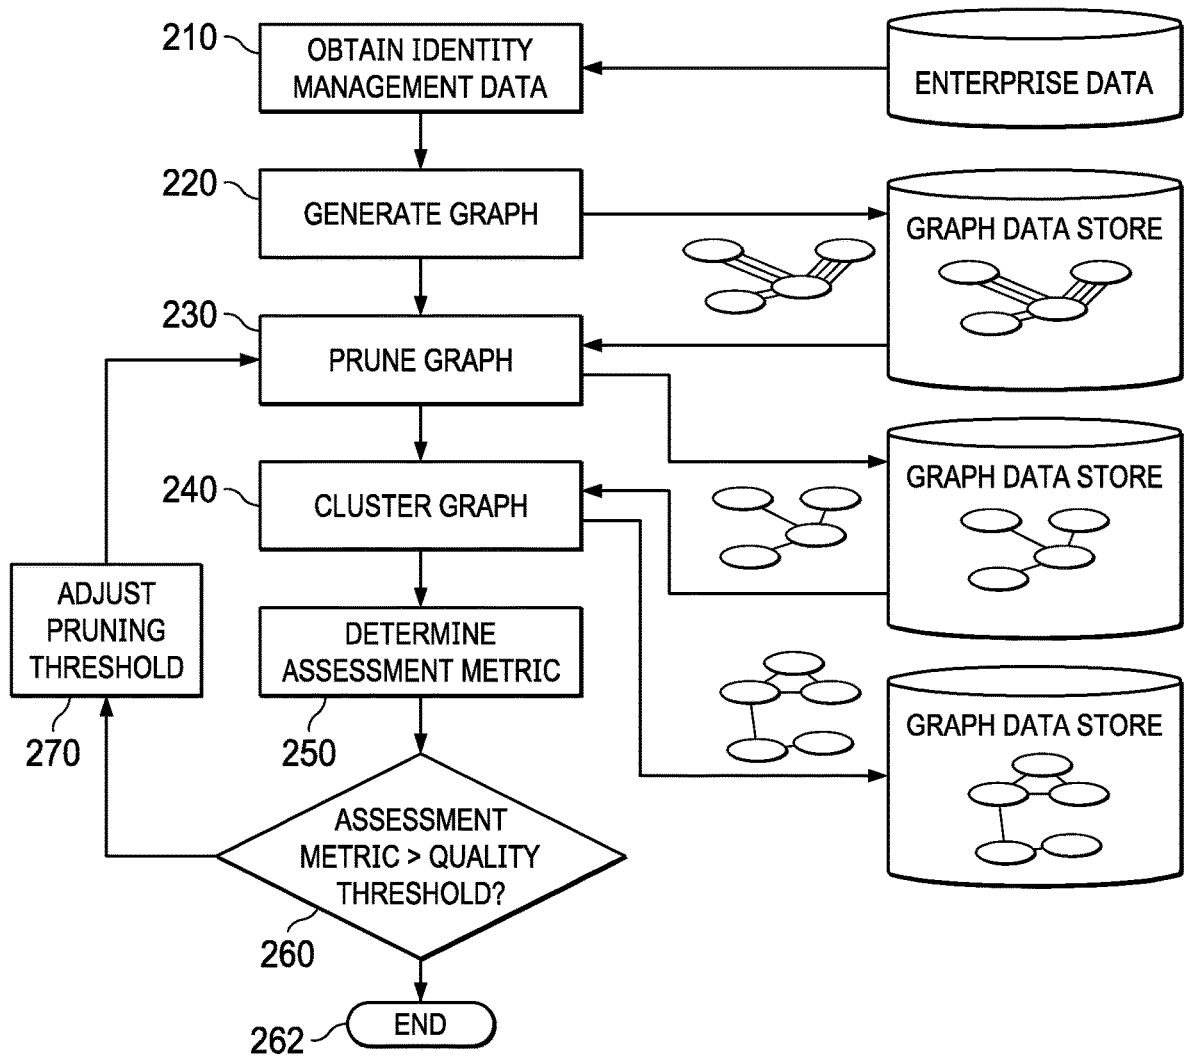 210
OBTAIN IDENTITY
MANAGEMENT DATA
ENTERPRISE DATA
220
GENERATE GRAPH
GRAPH DATA STORE
230
PRUNE GRAPH
240
CLUSTER GRAPH
GRAPH DATA STORE
ADJUST
PRUNING
THRESHOLD
270
DETERMINE
ASSESSMENT METRIC
250
GRAPH DATA STORE
ASSESSMENT
METRIC > QUALITY
THRESHOLD?
260
END
262